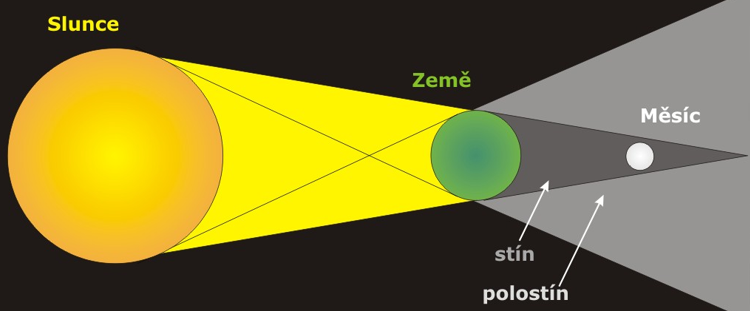 Slunce
Země
Měsíc
stín
polostín